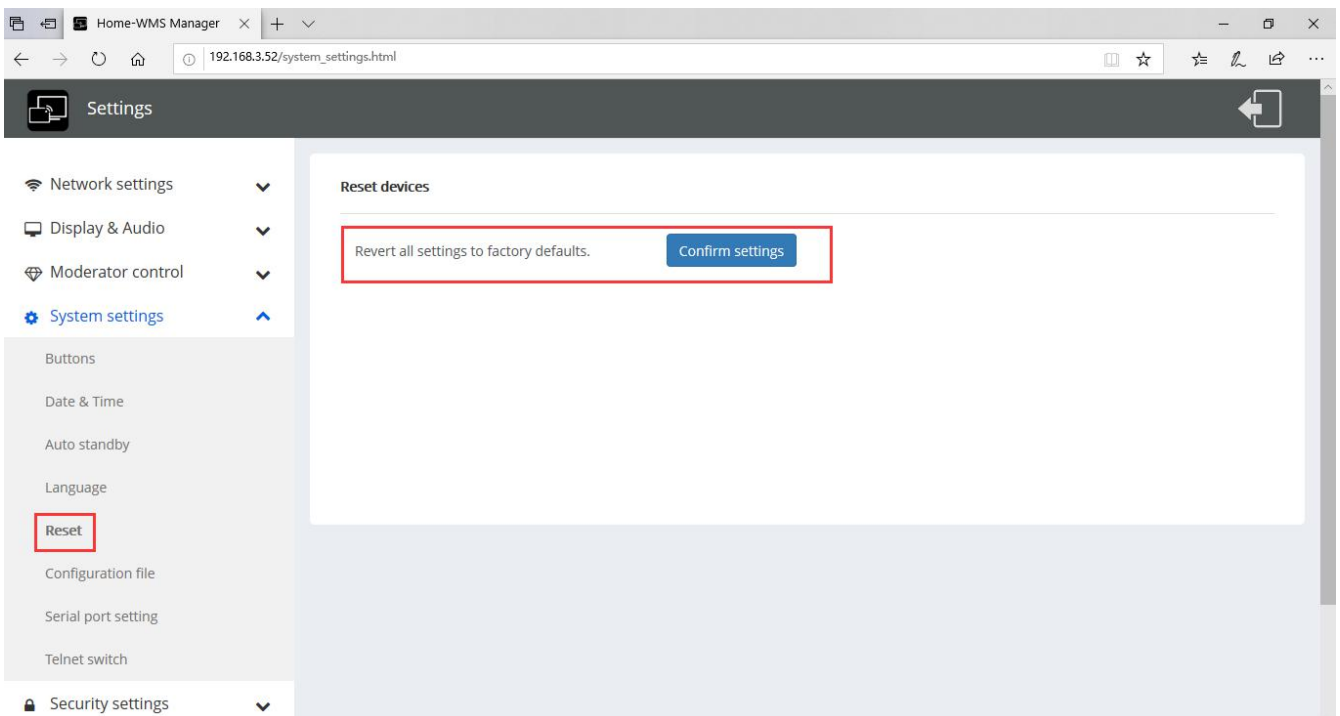 Home-WMS Manager
192.168.3.52/system_settings.html
Settings
Network settings
Display & Audio
Moderator control
System settings
Buttons
Date & Time
Auto standby
Language
Reset
Configuration file
Serial port setting
Telnet switch
Security settings
Reset devices
Revert all settings to factory defaults.
Confirm settings